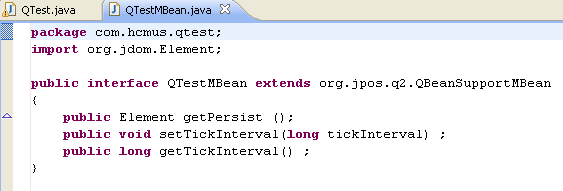 QTest.java QTestMBean.java
package com.hcmus.qtest;
import org.jdom.Element;
public interface QTestMBean extends org.jpos.q2.QBeanSupportMBean
{
public Element getPersist ();
public void setTickInterval(long tickInterval) ;
public long getTickInterval() ;
}